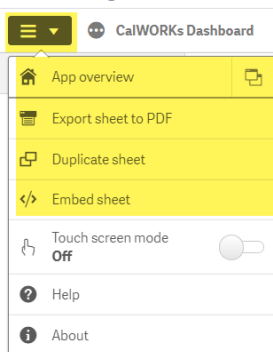 CalWORKs Dashboard
App overview
Export sheet to PDF
Duplicate sheet
Embed sheet
Touch screen mode
Off
Help
About